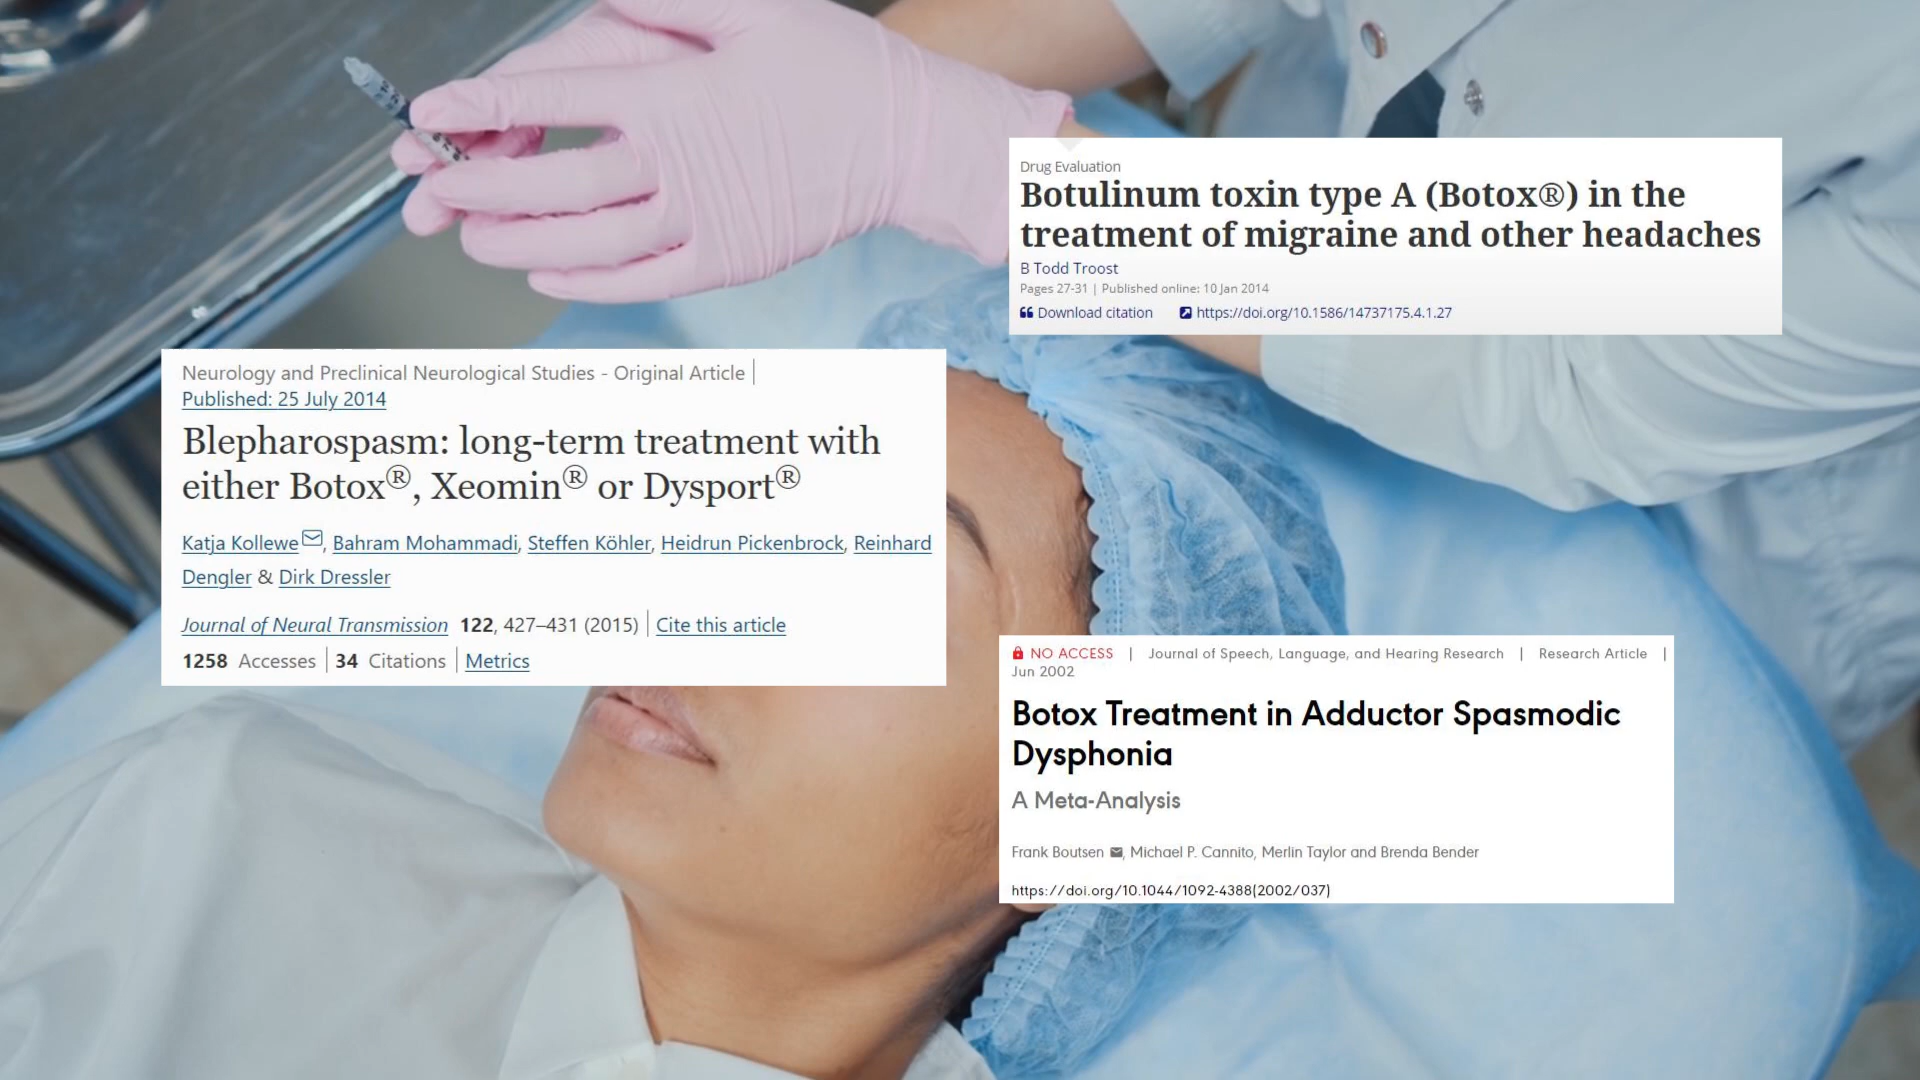 Drug Evaluation
Botulinum toxin type A (Botox®) in the
treatment of migraine and other headaches
B Todd Troost
Pages 27-31 | Published online: 10 Jan 2014
Download citation https://doi.org/10.1586/14737175.4.1.27
Neurology and Preclinical Neurological Studies - Original Article |
Published: 25 July 2014
Blepharospasm: long-term treatment with
either Botox®, Xeomin® or Dysport®
Katja Kollewe, Bahram Mohammadi, Steffen Köhler, Heidrun Pickenbrock, Reinhard
Dengler & Dirk Dressler
Journal of Neural Transmission 122, 427–431 (2015) | Cite this article
1258 Accesses | 34 Citations | Metrics
NO ACCESS | Journal of Speech, Language, and Hearing Research | Research Article |
Jun 2002
Botox Treatment in Adductor Spasmodic
Dysphonia
A Meta-Analysis
Frank Boutsen, Michael P. Cannito, Merlin Taylor and Brenda Bender
https://doi.org/10.1044/1092-4388(2002/037)